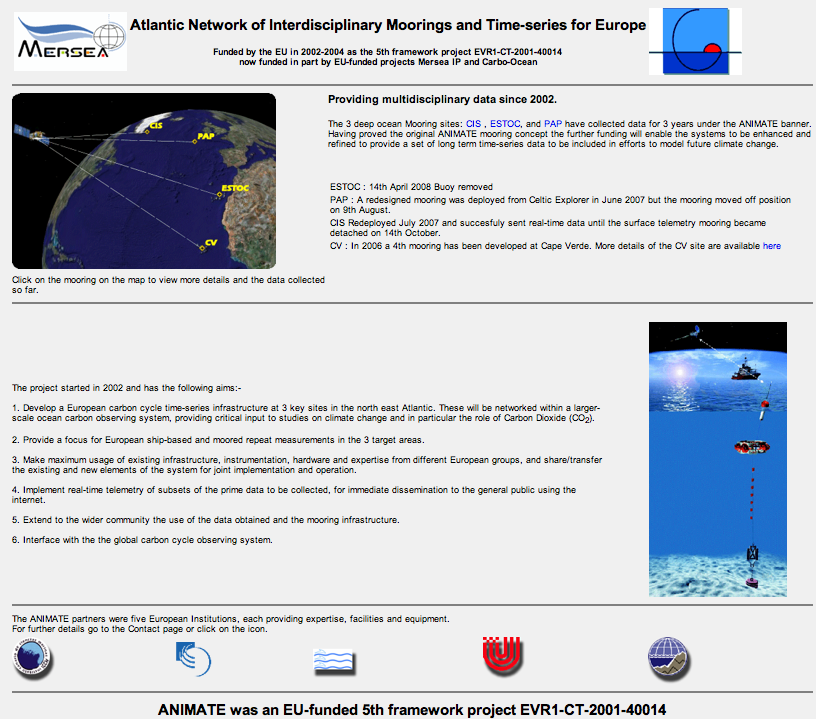 MERSEA
Atlantic Network of Interdisciplinary Moorings and Time-series for Europe
Funded by the EU in 2002-2004 as the 5th framework project EVR1-CT-2001-40014
now funded in part by EU-funded projects Mersea IP and Carbo-Ocean
CIS
PAP
ESTOC
CV
Click on the mooring on the map to view more details and the data collected
so far.
Providing multidisciplinary data since 2002.
The 3 deep ocean Mooring sites: CIS , ESTOC, and PAP have collected data for 3 years under the ANIMATE banner.
Having proved the original ANIMATE mooring concept the further funding will enable the systems to be enhanced and
refined to provide a set of long term time-series data to be included in efforts to model future climate change.
ESTOC : 14th April 2008 Buoy removed
PAP : A redesigned mooring was deployed from Celtic Explorer in June 2007 but the mooring moved off position
on 9th August.
CIS Redeployed July 2007 and succesfuly sent real-time data until the surface telemetry mooring became
detached on 14th October.
CV : In 2006 a 4th mooring has been developed at Cape Verde. More details of the CV site are available here
The project started in 2002 and has the following aims:-
1. Develop a European carbon cycle time-series infrastructure at 3 key sites in the north east Atlantic. These will be networked within a larger-
scale ocean carbon observing system, providing critical input to studies on climate change and in particular the role of Carbon Dioxide (CO2).
2. Provide a focus for European ship-based and moored repeat measurements in the 3 target areas.
3. Make maximum usage of existing infrastructure, instrumentation, hardware and expertise from different European groups, and share/transfer
the existing and new elements of the system for joint implementation and operation.
4. Implement real-time telemetry of subsets of the prime data to be collected, for immediate dissemination to the general public using the
internet.
5. Extend to the wider community the use of the data obtained and the mooring infrastructure.
6. Interface with the the global carbon cycle observing system.
The ANIMATE partners were five European Institutions, each providing expertise, facilities and equipment.
For further details go to the Contact page or click on the icon.
ANIMATE was an EU-funded 5th framework project EVR1-CT-2001-40014